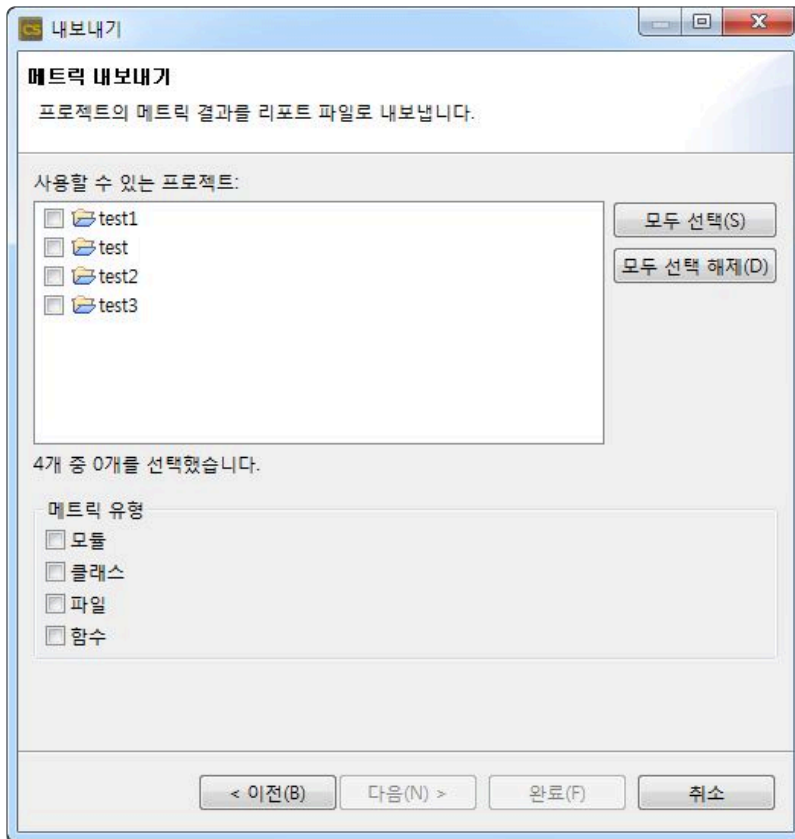 CS 내보내기
메트릭 내보내기
프로젝트의 메트릭 결과를 리포트 파일로 내보냅니다.
사용할 수 있는 프로젝트:
test1
test
test2
test3
모두 선택(S)
모두 선택 해제(D)
4개 중 0개를 선택했습니다.
메트릭 유형
모듈
클래스
파일
함수
< 이전(B)
다음(N) >
완료(F)
취소